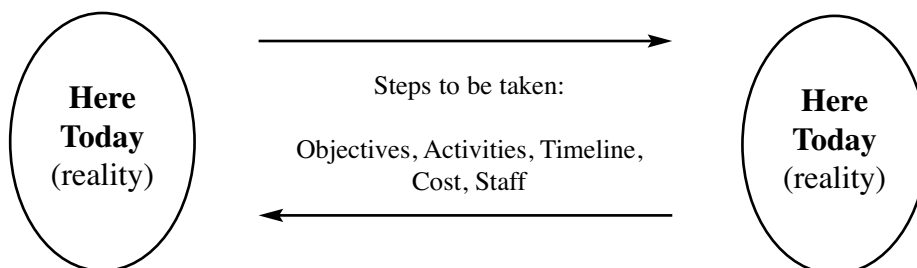 Here
Today
(reality)
Steps to be taken:
Objectives, Activities, Timeline,
Cost, Staff
Here
Today
(reality)